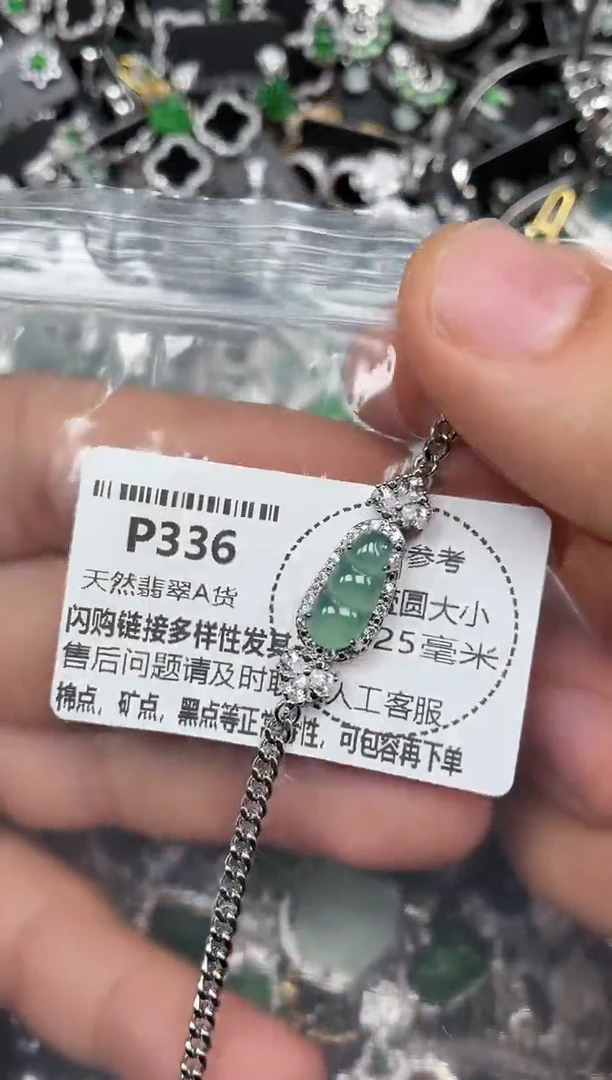 P336
参考
天然翡翠A货
圆大小
闪购链接多样性发
25毫米
售后问题请及时
人工客服
棉点，矿点，黑点等正
性，可包容再下单